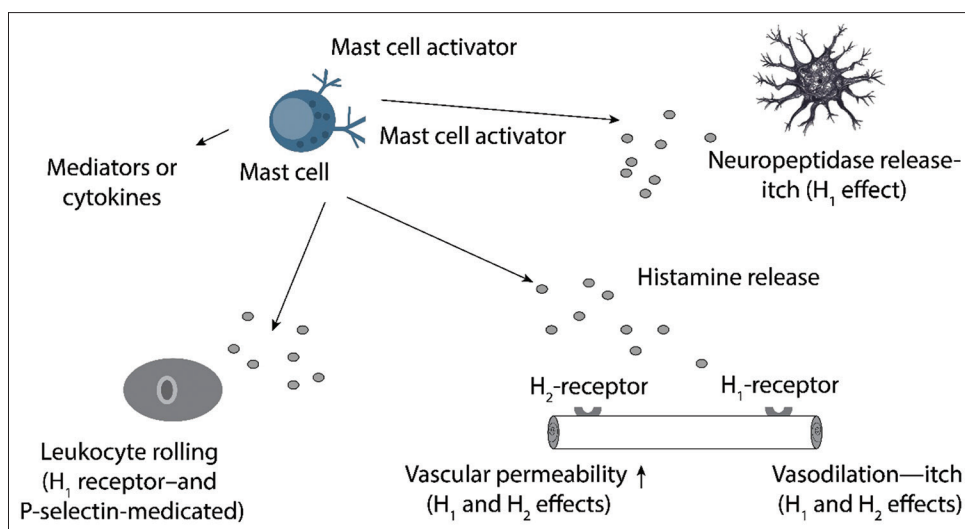 Mast cell activator
Mast cell activator
Mast cell
Mediators or
cytokines
Neuropeptidase release-
itch (H₁ effect)
Histamine release
H₂-receptor
H₁-receptor
Leukocyte rolling
(H₁ receptor–and
P-selectin-medicated)
Vascular permeability ↑
(H₁ and H₂ effects)
Vasodilation—itch
(H₁ and H₂ effects)